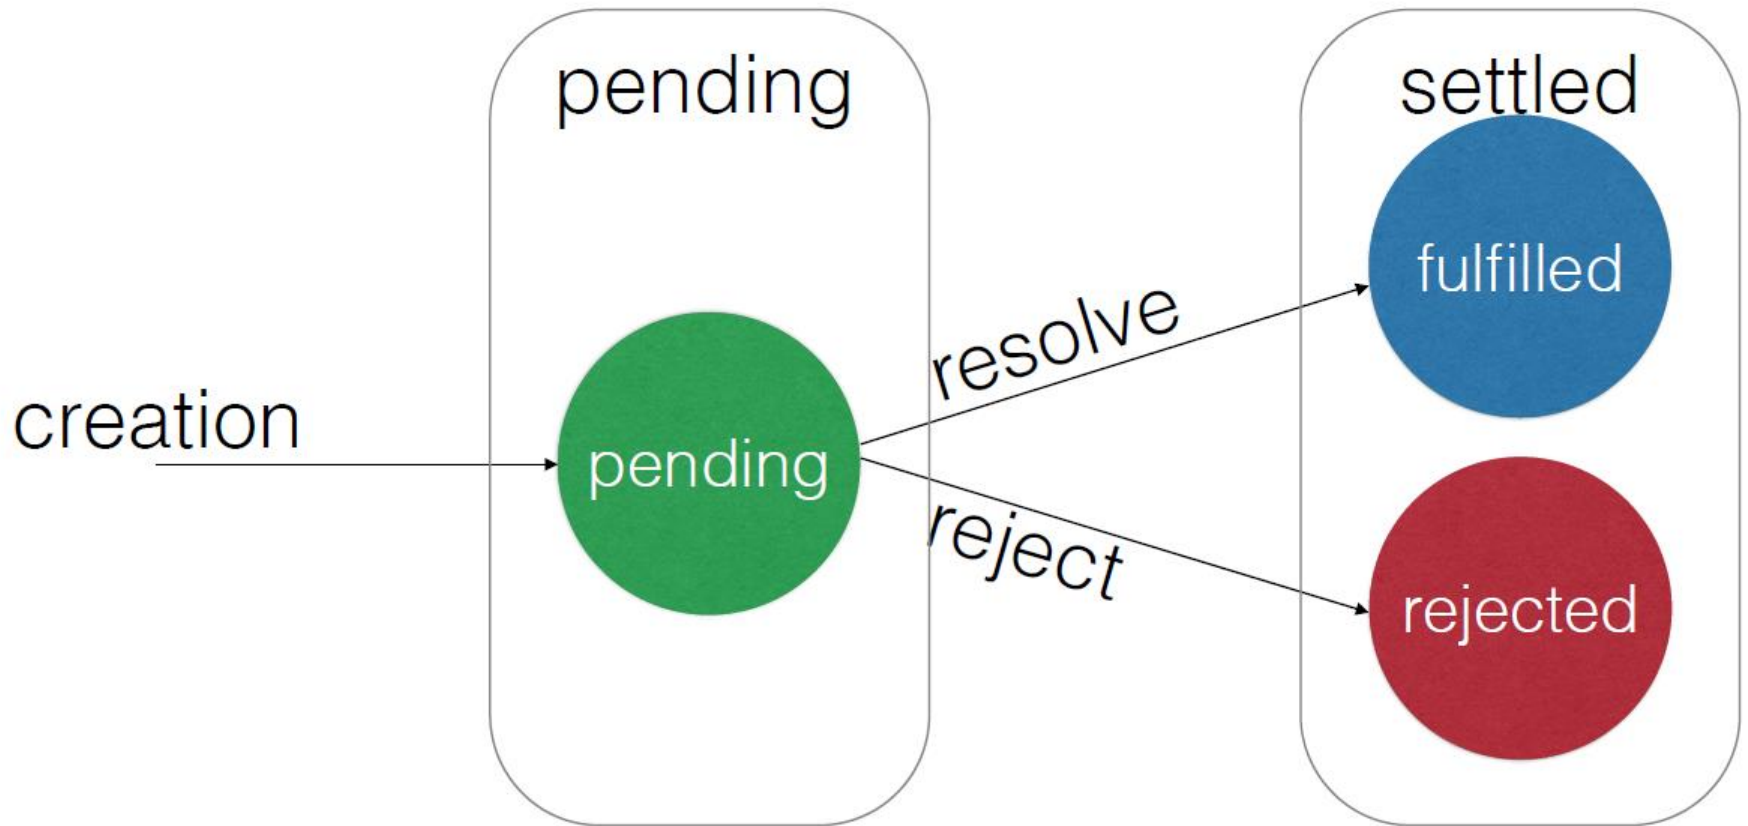 pending
settled
fulfilled
resolve
creation
pending
reject
rejected